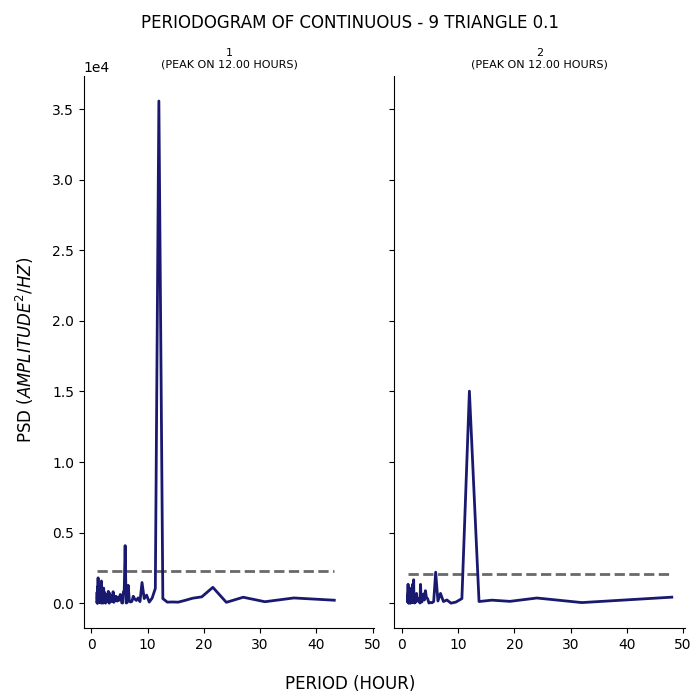 PERIODOGRAM OF CONTINUOUS - 9 TRIANGLE 0.1
1
(PEAK ON 12.00 HOURS)
2
(PEAK ON 12.00 HOURS)
1e4
3.5
3.0
2.5
2.0
1.5
1.0
0.5
0.0
PSD (AMPLITUDE²/HZ)
0 10 20 30 40 50
0 10 20 30 40 50
PERIOD (HOUR)